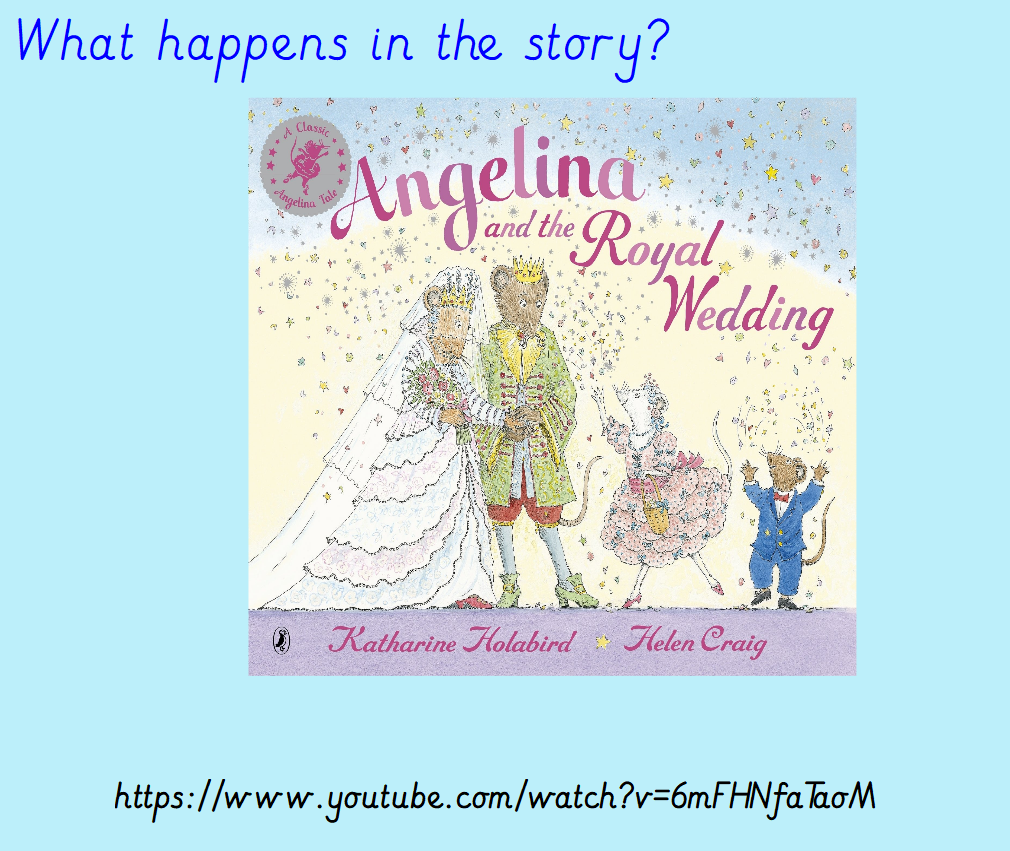 What happens in the story?
A Classic
Angelina Tale
Angelina
and the Royal
Wedding
Katharine Holabird Helen Craig
https://www.youtube.com/watch?v=6mFHNfaTaoM